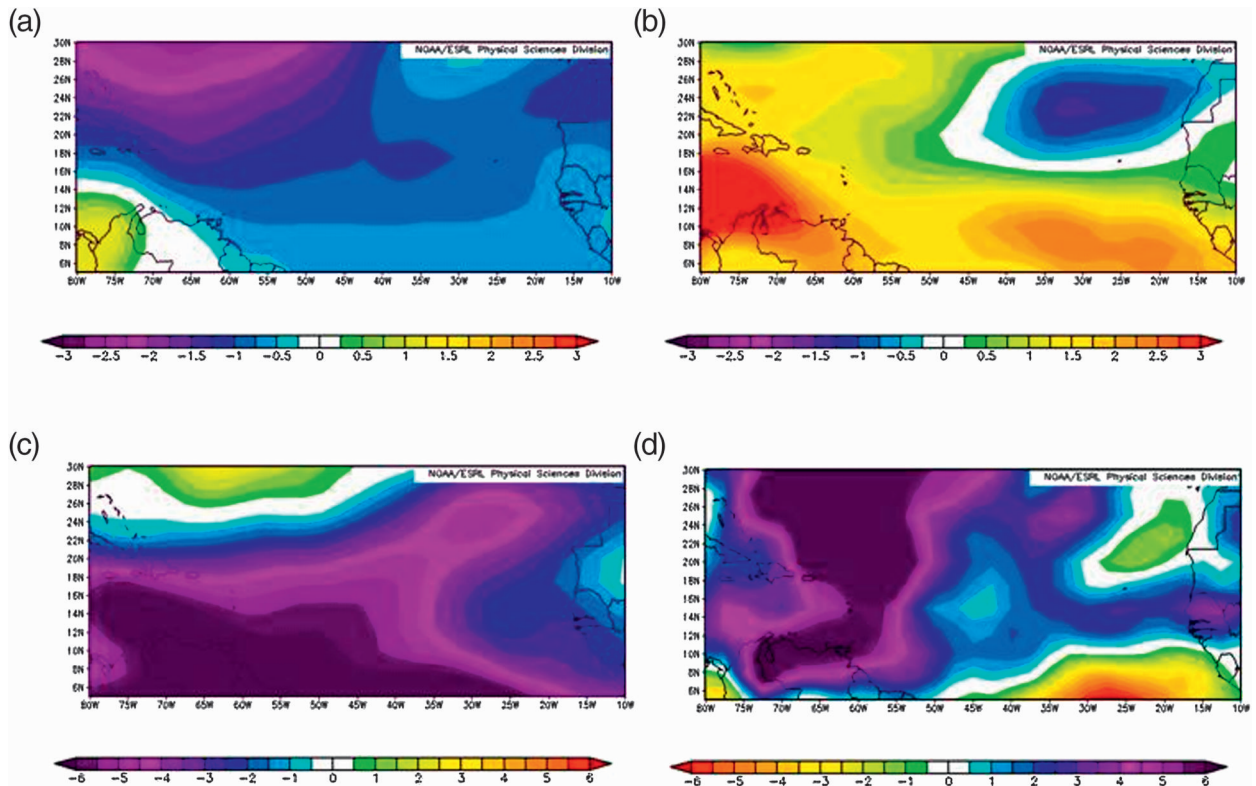 (a)
(b)
NOAA/ESRL Physical Sciences Division
30N
28N
26N
24N
22N
20N
18N
16N
14N
12N
10N
8N
6N
80W 75W 70W 65W 60W 55W 50W 45W 40W 35W 30W 25W 20W 15W 10W
-3 -2.5 -2 -1.5 -1 -0.5 0 0.5 1 1.5 2 2.5 3
NOAA/ESRL Physical Sciences Division
30N
28N
26N
24N
22N
20N
18N
16N
14N
12N
10N
8N
6N
80W 75W 70W 65W 60W 55W 50W 45W 40W 35W 30W 25W 20W 15W 10W
-3 -2.5 -2 -1.5 -1 -0.5 0 0.5 1 1.5 2 2.5 3
(c)
(d)
NOAA/ESRL Physical Sciences Division
30N
28N
26N
24N
22N
20N
18N
16N
14N
12N
10N
8N
6N
80W 75W 70W 65W 60W 55W 50W 45W 40W 35W 30W 25W 20W 15W 10W
-6 -5 -4 -3 -2 -1 0 1 2 3 4 5 6
NOAA/ESRL Physical Sciences Division
30N
28N
26N
24N
22N
20N
18N
16N
14N
12N
10N
8N
6N
80W 75W 70W 65W 60W 55W 50W 45W 40W 35W 30W 25W 20W 15W 10W
-6 -5 -4 -3 -2 -1 0 1 2 3 4 5 6